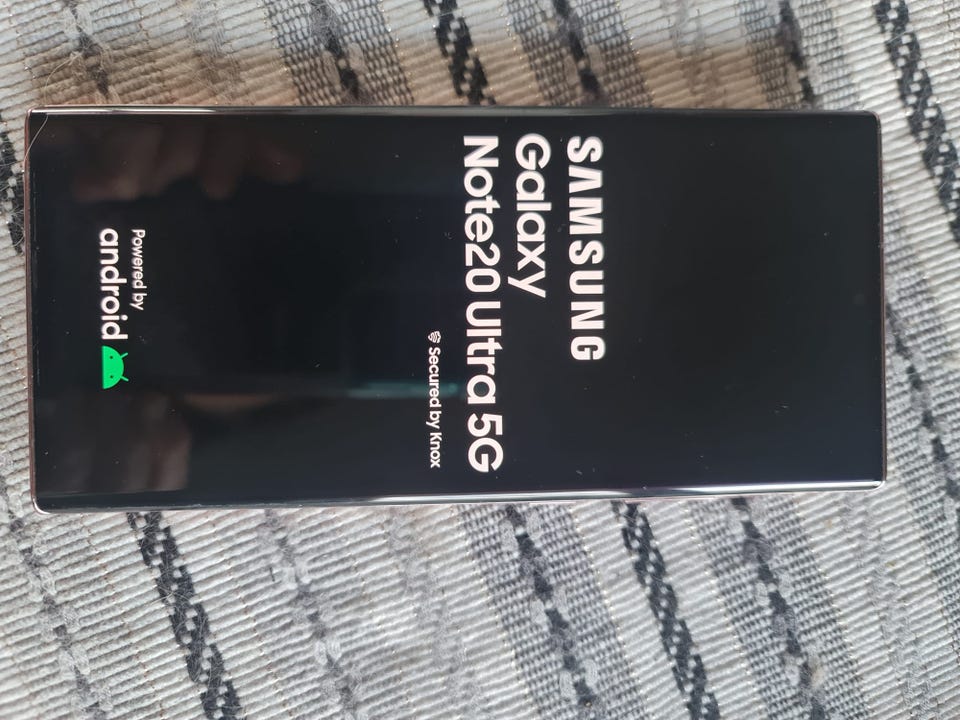 SAMSUNG
Galaxy
Note20 Ultra 5G
Secured by Knox
Powered by
android